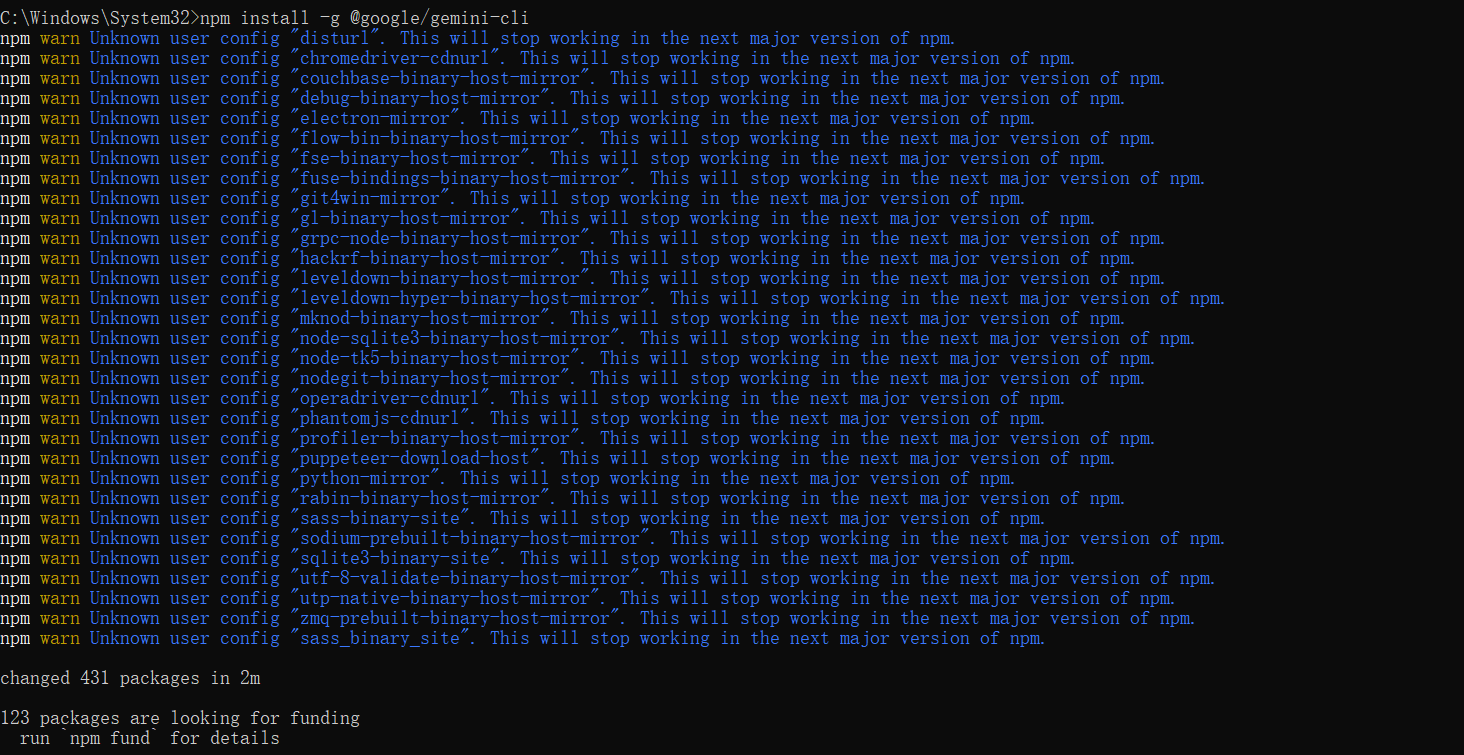 C:\Windows\System32>npm install -g @google/gemini-cli
npm warn Unknown user config "disturl". This will stop working in the next major version of npm.
npm warn Unknown user config "chromedriver-cdnurl". This will stop working in the next major version of npm.
npm warn Unknown user config "couchbase-binary-host-mirror". This will stop working in the next major version of npm.
npm warn Unknown user config "debug-binary-host-mirror". This will stop working in the next major version of npm.
npm warn Unknown user config "electron-mirror". This will stop working in the next major version of npm.
npm warn Unknown user config "flow-bin-binary-host-mirror". This will stop working in the next major version of npm.
npm warn Unknown user config "fse-binary-host-mirror". This will stop working in the next major version of npm.
npm warn Unknown user config "fuse-bindings-binary-host-mirror". This will stop working in the next major version of npm.
npm warn Unknown user config "git4win-mirror". This will stop working in the next major version of npm.
npm warn Unknown user config "gl-binary-host-mirror". This will stop working in the next major version of npm.
npm warn Unknown user config "grpc-node-binary-host-mirror". This will stop working in the next major version of npm.
npm warn Unknown user config "hackrf-binary-host-mirror". This will stop working in the next major version of npm.
npm warn Unknown user config "leveldown-binary-host-mirror". This will stop working in the next major version of npm.
npm warn Unknown user config "leveldown-hyper-binary-host-mirror". This will stop working in the next major version of npm.
npm warn Unknown user config "mknod-binary-host-mirror". This will stop working in the next major version of npm.
npm warn Unknown user config "node-sqlite3-binary-host-mirror". This will stop working in the next major version of npm.
npm warn Unknown user config "node-tk5-binary-host-mirror". This will stop working in the next major version of npm.
npm warn Unknown user config "nodegit-binary-host-mirror". This will stop working in the next major version of npm.
npm warn Unknown user config "operadriver-cdnurl". This will stop working in the next major version of npm.
npm warn Unknown user config "phantomjs-cdnurl". This will stop working in the next major version of npm.
npm warn Unknown user config "profiler-binary-host-mirror". This will stop working in the next major version of npm.
npm warn Unknown user config "puppeteer-download-host". This will stop working in the next major version of npm.
npm warn Unknown user config "python-mirror". This will stop working in the next major version of npm.
npm warn Unknown user config "rabin-binary-host-mirror". This will stop working in the next major version of npm.
npm warn Unknown user config "sass-binary-site". This will stop working in the next major version of npm.
npm warn Unknown user config "sodium-prebuilt-binary-host-mirror". This will stop working in the next major version of npm.
npm warn Unknown user config "sqlite3-binary-site". This will stop working in the next major version of npm.
npm warn Unknown user config "utf-8-validate-binary-host-mirror". This will stop working in the next major version of npm.
npm warn Unknown user config "utp-native-binary-host-mirror". This will stop working in the next major version of npm.
npm warn Unknown user config "zmq-prebuilt-binary-host-mirror". This will stop working in the next major version of npm.
npm warn Unknown user config "sass_binary_site". This will stop working in the next major version of npm.
changed 431 packages in 2m
123 packages are looking for funding
run `npm fund` for details